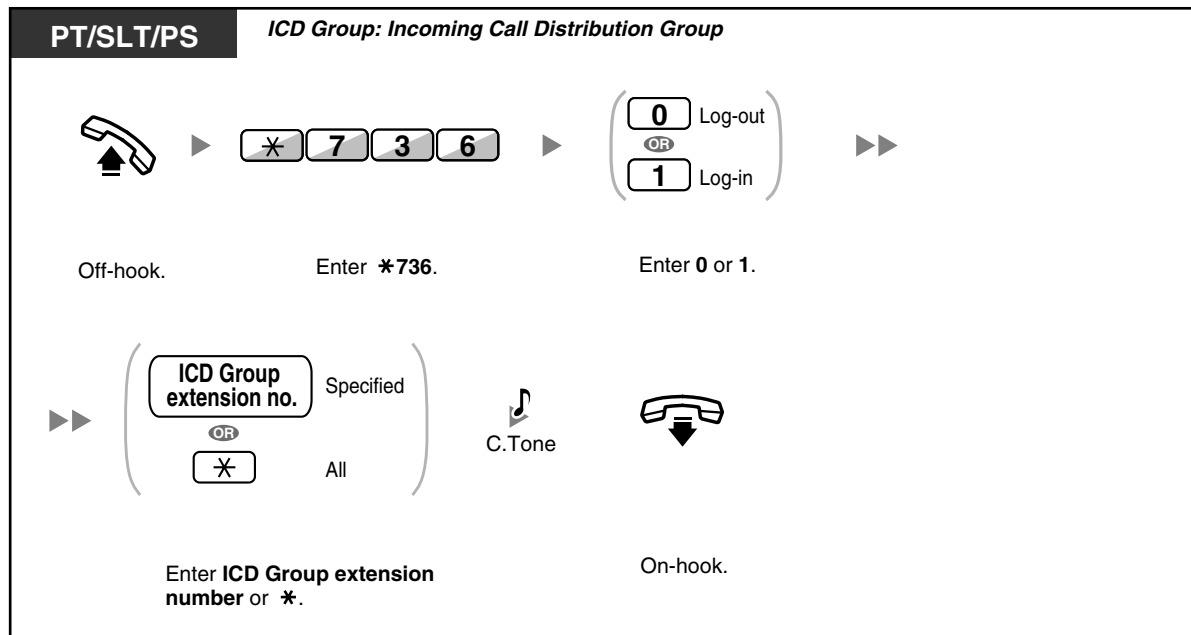 PT/SLT/PS
ICD Group: Incoming Call Distribution Group
* 7 3 6
0 Log-out
OR
1 Log-in
Off-hook.
Enter *736.
Enter 0 or 1.
ICD Group
extension no.
Specified
OR
* All
C.Tone
Enter ICD Group extension
number or *.
On-hook.